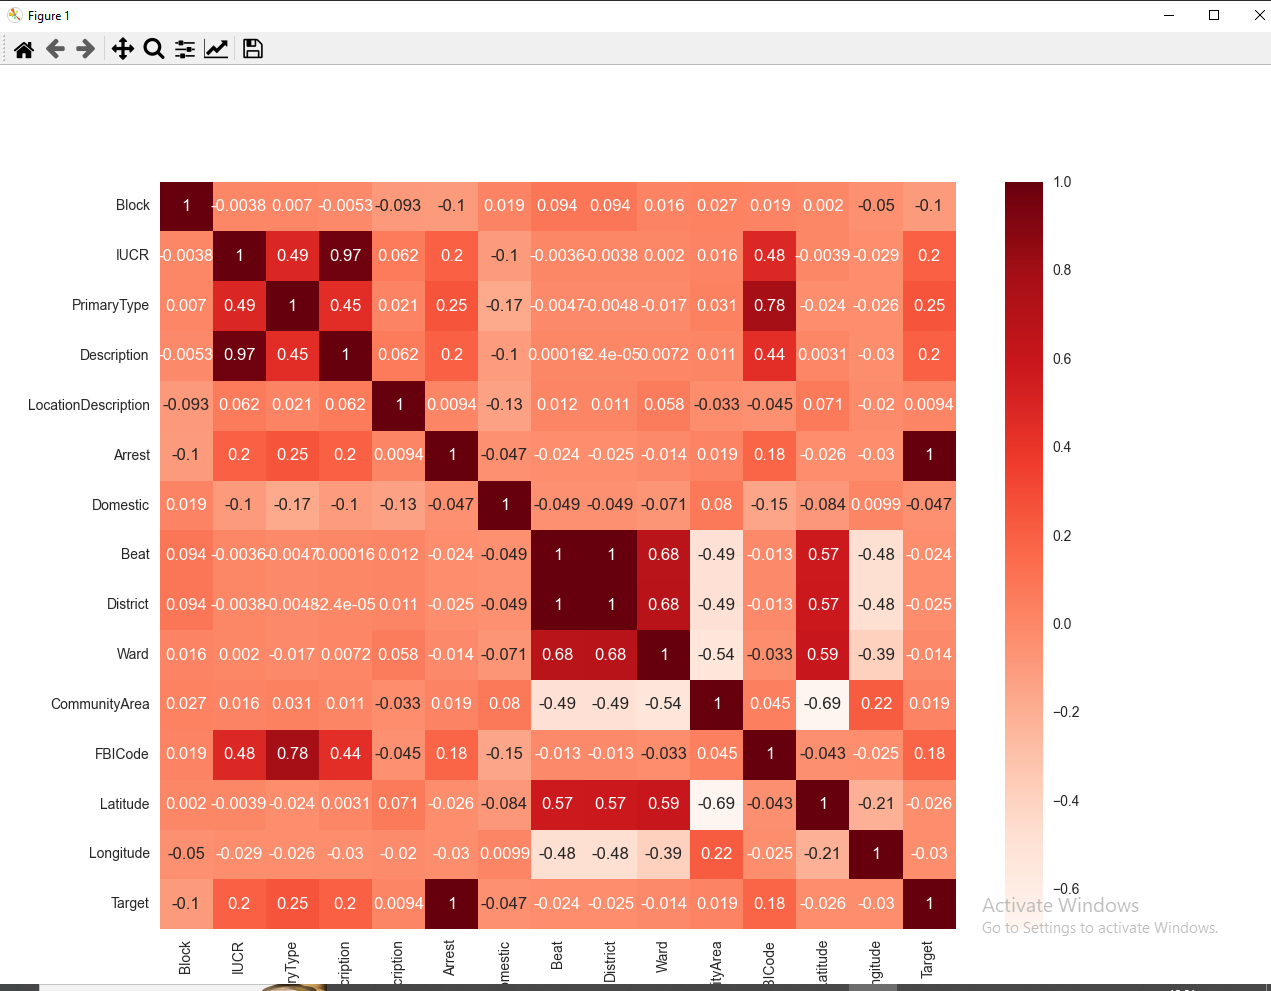 Figure 1
Block 1 -0.0038 0.007 -0.0053 -0.093 -0.1 0.019 0.094 0.094 0.016 0.027 0.019 0.002 -0.05 -0.1
IUCR -0.0038 1 0.49 0.97 0.062 0.2 -0.1 -0.0036 -0.0038 0.002 0.016 0.48 -0.0039 -0.029 0.2
PrimaryType 0.007 0.49 1 0.45 0.021 0.25 -0.17 -0.0047 -0.0048 -0.017 0.031 0.78 -0.024 -0.026 0.25
Description -0.0053 0.97 0.45 1 0.062 0.2 -0.1 0.00016 -2.4e-05 0.0072 0.011 0.44 0.0031 -0.03 0.2
LocationDescription -0.093 0.062 0.021 0.062 1 0.0094 -0.13 0.012 0.011 0.058 -0.033 -0.045 0.071 -0.02 0.0094
Arrest -0.1 0.2 0.25 0.2 0.0094 1 -0.047 -0.024 -0.025 -0.014 0.019 0.18 -0.026 -0.03 1
Domestic 0.019 -0.1 -0.17 -0.1 -0.13 -0.047 1 -0.049 -0.049 -0.071 0.08 -0.15 -0.084 0.0099 -0.047
Beat 0.094 -0.0036 -0.0047 0.00016 0.012 -0.024 -0.049 1 1 0.68 -0.49 -0.013 0.57 -0.48 -0.024
District 0.094 -0.0038 -0.0048 -2.4e-05 0.011 -0.025 -0.049 1 1 0.68 -0.49 -0.013 0.57 -0.48 -0.025
Ward 0.016 0.002 -0.017 0.0072 0.058 -0.014 -0.071 0.68 0.68 1 -0.54 -0.033 0.59 -0.39 -0.014
CommunityArea 0.027 0.016 0.031 0.011 -0.033 0.019 0.08 -0.49 -0.49 -0.54 1 0.045 -0.69 0.22 0.019
FBICode 0.019 0.48 0.78 0.44 -0.045 0.18 -0.15 -0.013 -0.013 -0.033 0.045 1 -0.043 -0.025 0.18
Latitude 0.002 -0.0039 -0.024 0.0031 0.071 -0.026 -0.084 0.57 0.57 0.59 -0.69 -0.043 1 -0.21 -0.026
Longitude -0.05 -0.029 -0.026 -0.03 -0.02 -0.03 0.0099 -0.48 -0.48 -0.39 0.22 -0.025 -0.21 1 -0.03
Target -0.1 0.2 0.25 0.2 0.0094 1 -0.047 -0.024 -0.025 -0.014 0.019 0.18 -0.026 -0.03 1
Block IUCR ryType cription cription Arrest mestic Beat District Ward ityArea BICode atitude ngitude Target
1.0
0.8
0.6
0.4
0.2
0.0
−0.2
−0.4
−0.6
Activate Windows
Go to Settings to activate Windows.